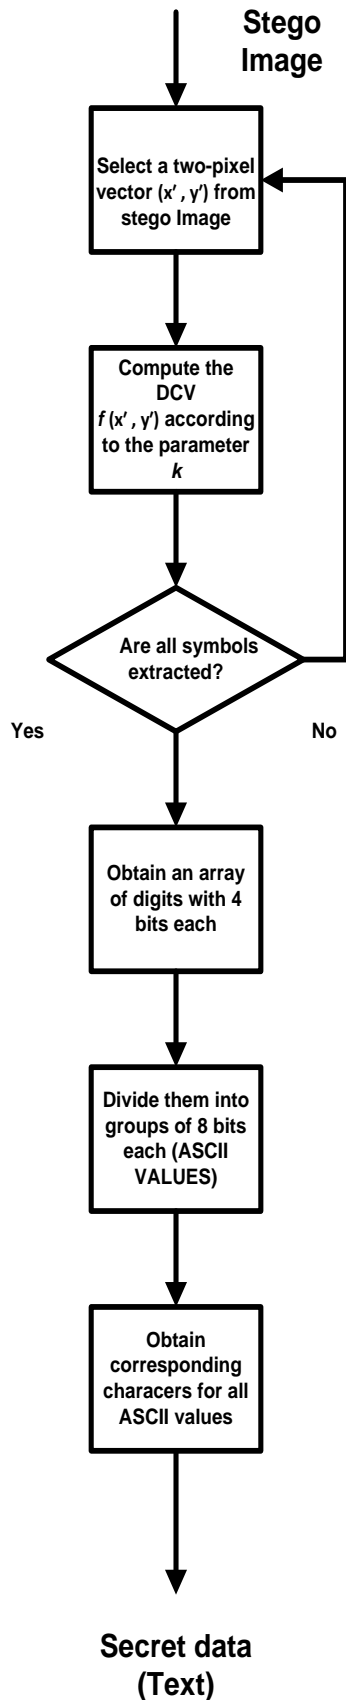 Stego
Image
Select a two-pixel
vector (x′ , y′) from
stego Image
Compute the
DCV
f (x′ , y′) according
to the parameter
k
Are all symbols
extracted?
Yes
No
Obtain an array
of digits with 4
bits each
Divide them into
groups of 8 bits
each (ASCII
VALUES)
Obtain
corresponding
characers for all
ASCII values
Secret data
(Text)